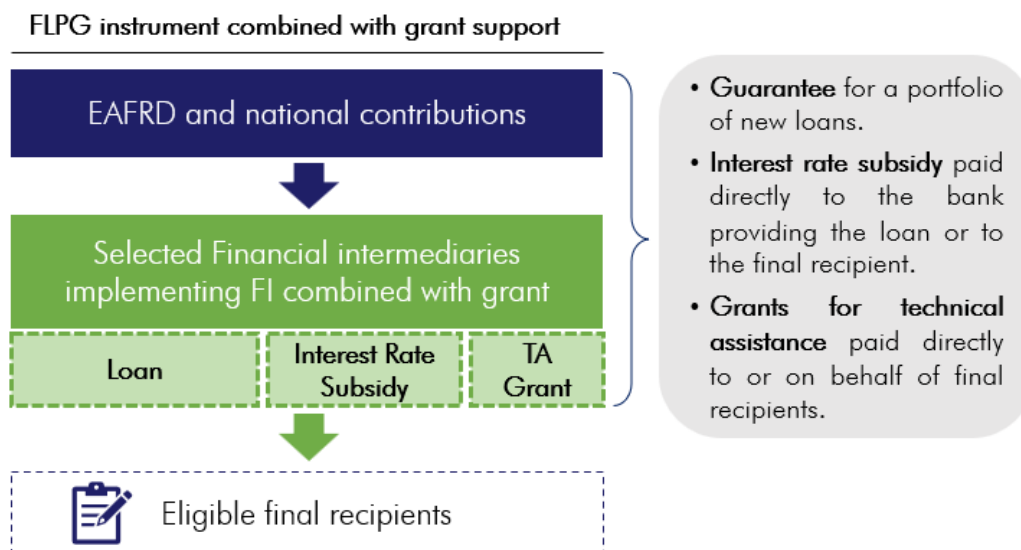 FLPG instrument combined with grant support
EAFRD and national contributions
Selected Financial intermediaries
implementing FI combined with grant
Loan
Interest Rate
Subsidy
TA
Grant
Eligible final recipients
• Guarantee for a portfolio
of new loans.
• Interest rate subsidy paid
directly to the bank
providing the loan or to
the final recipient.
• Grants for technical
assistance paid directly
to or on behalf of final
recipients.